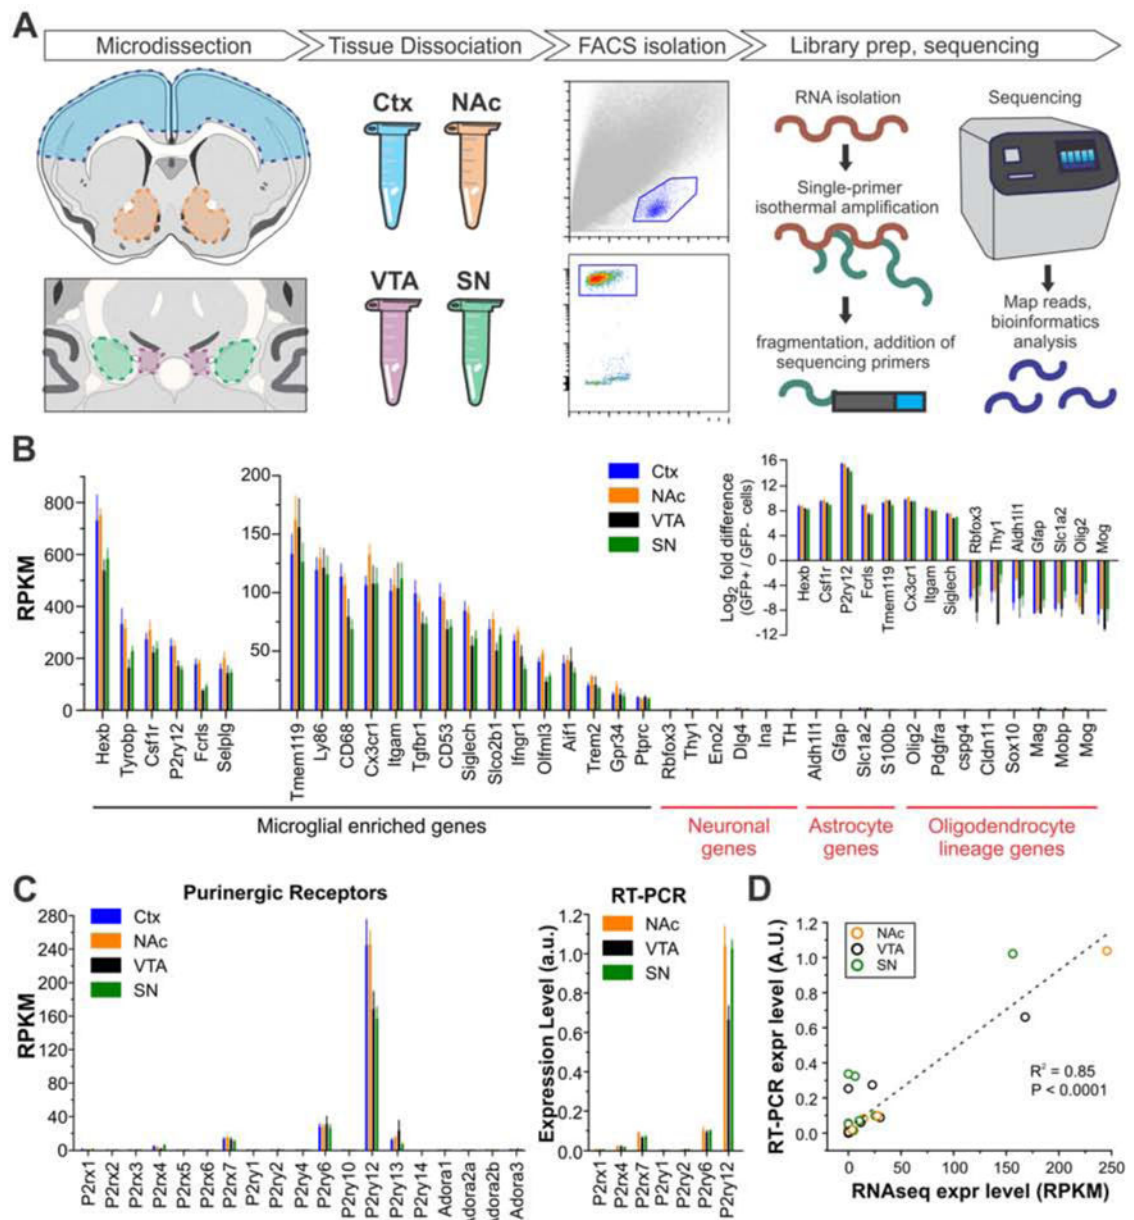 A
Microdissection
Tissue Dissociation
FACS isolation
Library prep, sequencing
Ctx
NAc
VTA
SN
RNA isolation
Single-primer
isothermal amplification
fragmentation, addition of
sequencing primers
Sequencing
Map reads,
bioinformatics
analysis
B
RPKM
800
600
400
200
0
200
150
100
50
Ctx
NAc
VTA
SN
Log2 fold difference
(GFP+ / GFP- cells)
16
12
8
4
0
-4
-8
-12
Hexb
Csf1r
P2ry12
Fcrls
Tmem119
Cx3cr1
Itgam
Siglech
Rbfox3
Thy1
Aldh1l1
Gfap
Slc1a2
Olig2
Mog
Hexb
Tyrobp
Csf1r
P2ry12
Fcrls
Selplg
Tmem119
Ly86
CD68
Cx3cr1
Itgam
Tgfbr1
CD53
Siglech
Slco2b1
Ifngr1
Olfml3
Aif1
Trem2
Gpr34
Ptprc
Rbfox3
Thy1
Eno2
Dlg4
Ina
TH
Aldh1l1
Gfap
Slc1a2
S100b
Olig2
Pdgfra
cspg4
Cldn11
Sox10
Mag
Mobp
Mog
Microglial enriched genes
Neuronal
genes
Astrocyte
genes
Oligodendrocyte
lineage genes
C
Purinergic Receptors
RPKM
280
240
200
160
120
80
40
0
Ctx
NAc
VTA
SN
P2rx1
P2rx2
P2rx3
P2rx4
P2rx5
P2rx6
P2rx7
P2ry1
P2ry2
P2ry4
P2ry6
P2ry10
P2ry12
P2ry13
P2ry14
Adora1
Adora2a
Adora2b
Adora3
RT-PCR
Expression Level (a.u.)
1.2
1.0
0.8
0.6
0.4
0.2
0.0
NAc
VTA
SN
P2rx1
P2rx4
P2rx7
P2ry1
P2ry2
P2ry6
P2ry12
D
RT-PCR expr level (A.U.)
1.2
1.0
0.8
0.6
0.4
0.2
0.0
NAc
VTA
SN
R² = 0.85
P < 0.0001
0
50
100
150
200
250
RNAseq expr level (RPKM)